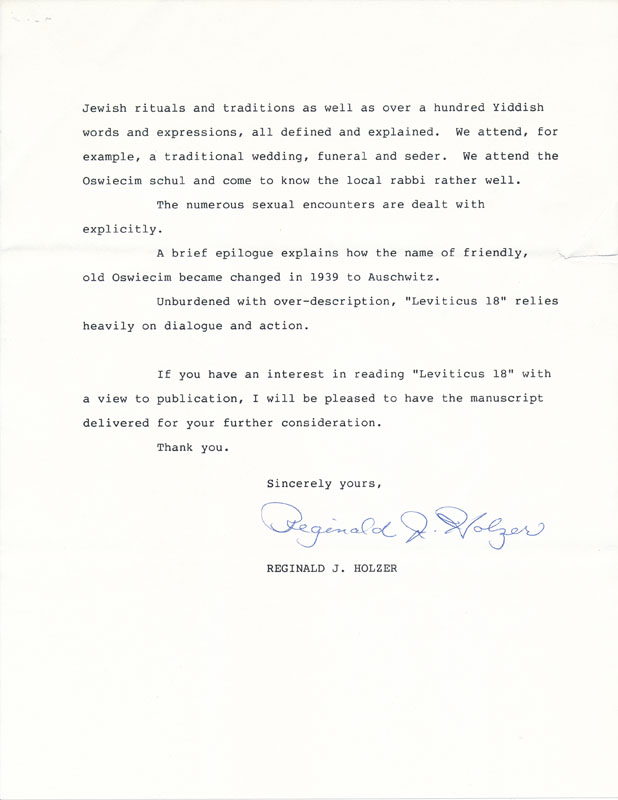 Jewish rituals and traditions as well as over a hundred Yiddish
words and expressions, all defined and explained. We attend, for
example, a traditional wedding, funeral and seder. We attend the
Oswiecim schul and come to know the local rabbi rather well.
The numerous sexual encounters are dealt with
explicitly.
A brief epilogue explains how the name of friendly,
old Oswiecim became changed in 1939 to Auschwitz.
Unburdened with over-description, "Leviticus 18" relies
heavily on dialogue and action.
If you have an interest in reading "Leviticus 18" with
a view to publication, I will be pleased to have the manuscript
delivered for your further consideration.
Thank you.
Sincerely yours,
Reginald J. Holzer
REGINALD J. HOLZER